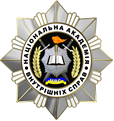 НАЦІОНАЛЬНА АКАДЕМІЯ
ВНУТРІШНІХ СПРАВ